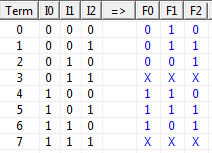 Term I0 I1 I2 => F0 F1 F2
0 0 0 0 0 1 0
1 0 0 1 0 1 1
2 0 1 0 0 0 1
3 0 1 1 X X X
4 1 0 0 1 1 0
5 1 0 1 1 1 0
6 1 1 0 1 0 1
7 1 1 1 X X X